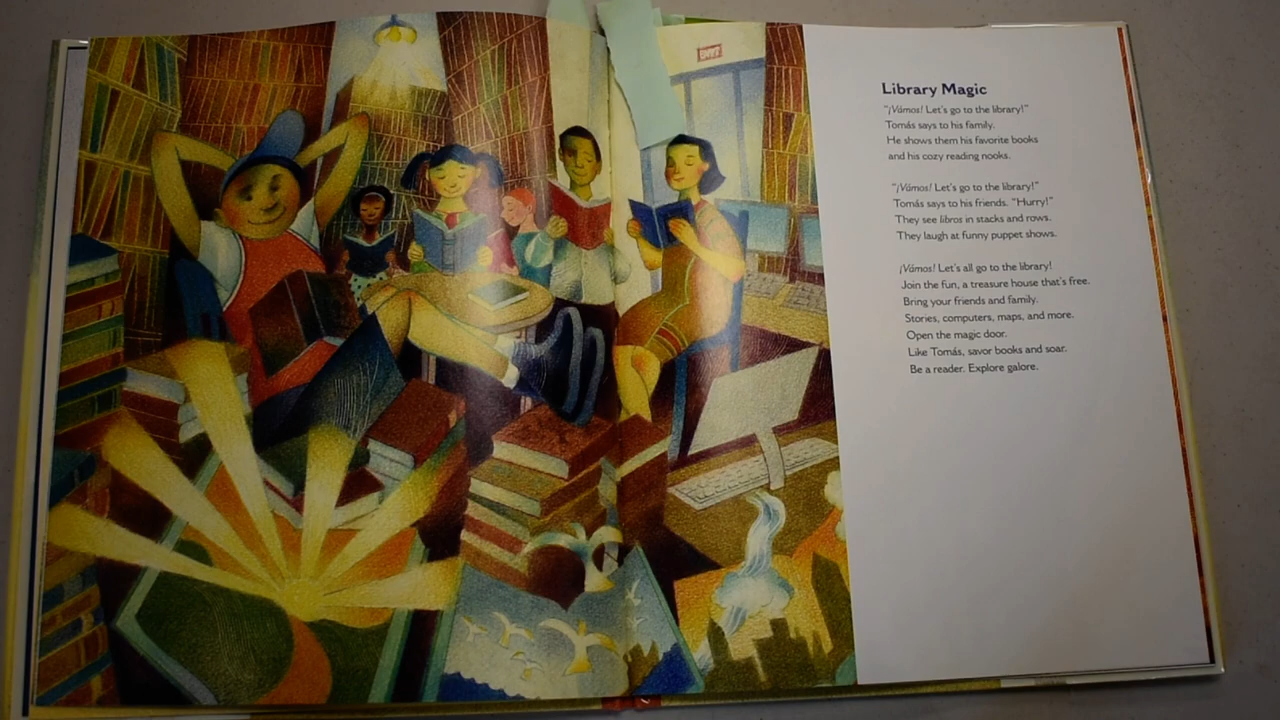 Library Magic
"¡Vámos! Let's go to the library!"
Tomás says to his family.
He shows them his favorite books
and his cozy reading nooks.
"¡Vámos! Let's go to the library!"
Tomás says to his friends. "Hurry!"
They see libros in stacks and rows.
They laugh at funny puppet shows.
¡Vámos! Let's all go to the library!
Join the fun, a treasure house that's free.
Bring your friends and family.
Stories, computers, maps, and more.
Open the magic door.
Like Tomás, savor books and soar.
Be a reader. Explore galore.